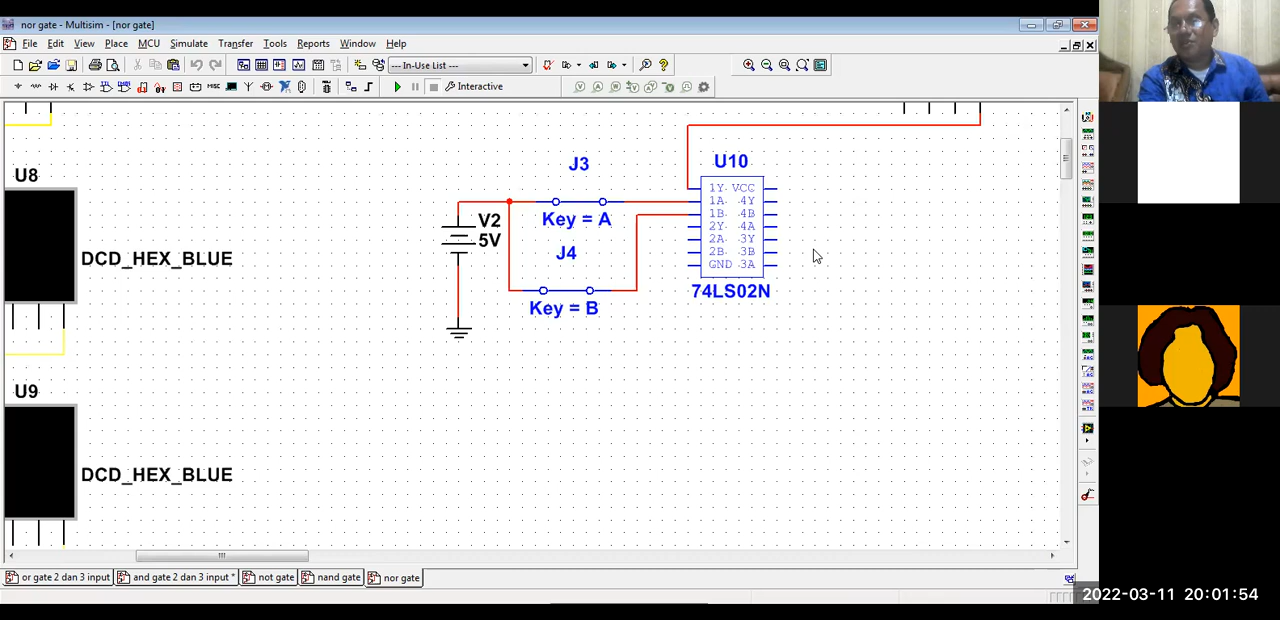 nor gate - Multisim - [nor gate]
File Edit View Place MCU Simulate Transfer Tools Reports Window Help
--- In-Use List ---
Interactive
U8
DCD_HEX_BLUE
U9
DCD_HEX_BLUE
J3
Key = A
V2
5V
J4
Key = B
U10
1Y VCC
1A 4Y
1B 4B
2Y 4A
2A 3Y
2B 3B
GND 3A
74LS02N
or gate 2 dan 3 input and gate 2 dan 3 input * not gate nand gate nor gate
2022-03-11 20:01:54